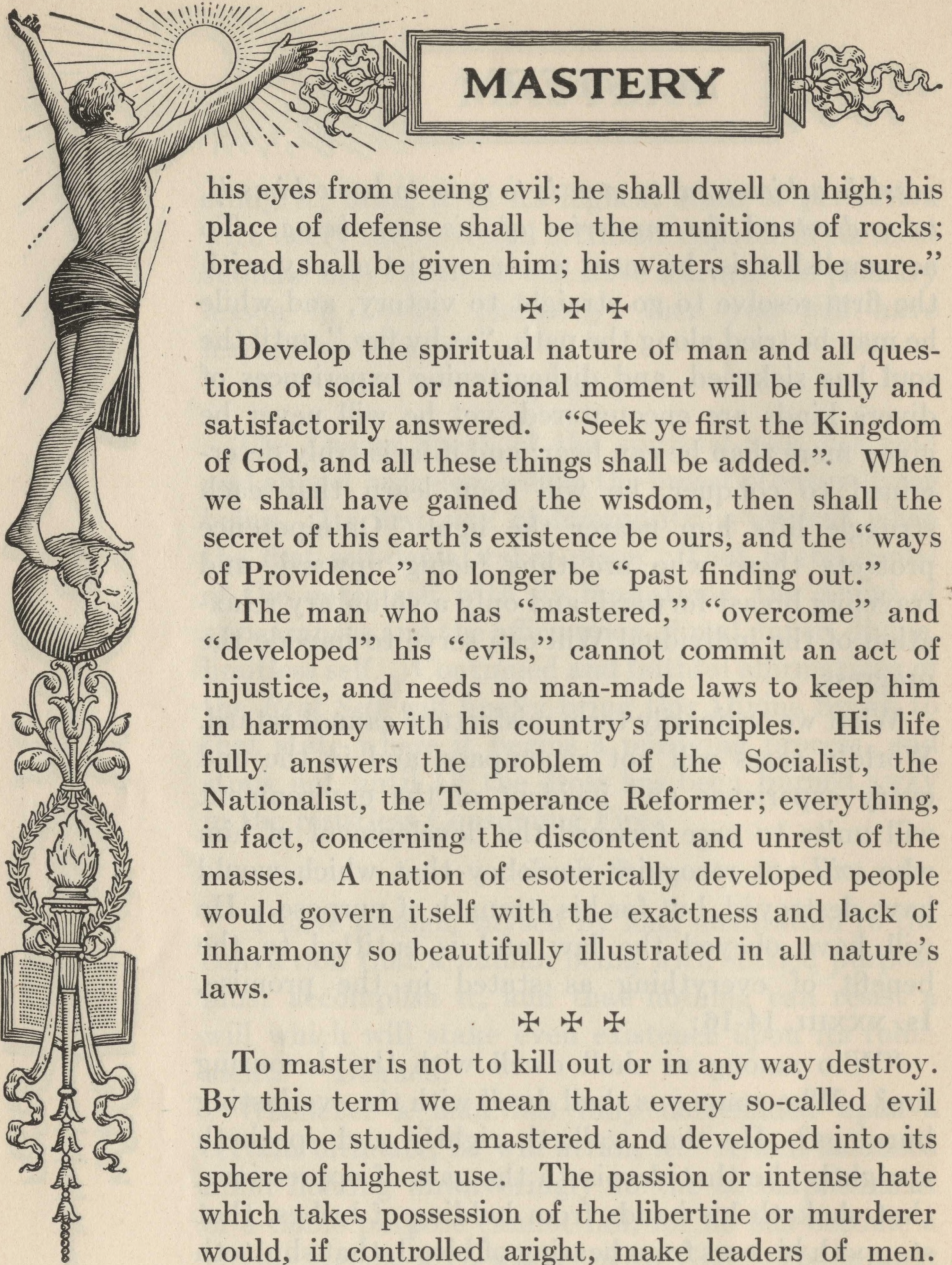 MASTERY
his eyes from seeing evil; he shall dwell on high; his
place of defense shall be the munitions of rocks;
bread shall be given him; his waters shall be sure.”
✠ ✠ ✠
Develop the spiritual nature of man and all ques-
tions of social or national moment will be fully and
satisfactorily answered. “Seek ye first the Kingdom
of God, and all these things shall be added.” When
we shall have gained the wisdom, then shall the
secret of this earth’s existence be ours, and the “ways
of Providence” no longer be “past finding out.”
The man who has “mastered,” “overcome” and
“developed” his “evils,” cannot commit an act of
injustice, and needs no man-made laws to keep him
in harmony with his country’s principles. His life
fully answers the problem of the Socialist, the
Nationalist, the Temperance Reformer; everything,
in fact, concerning the discontent and unrest of the
masses. A nation of esoterically developed people
would govern itself with the exactness and lack of
inharmony so beautifully illustrated in all nature’s
laws.
✠ ✠ ✠
To master is not to kill out or in any way destroy.
By this term we mean that every so-called evil
should be studied, mastered and developed into its
sphere of highest use. The passion or intense hate
which takes possession of the libertine or murderer
would, if controlled aright, make leaders of men.